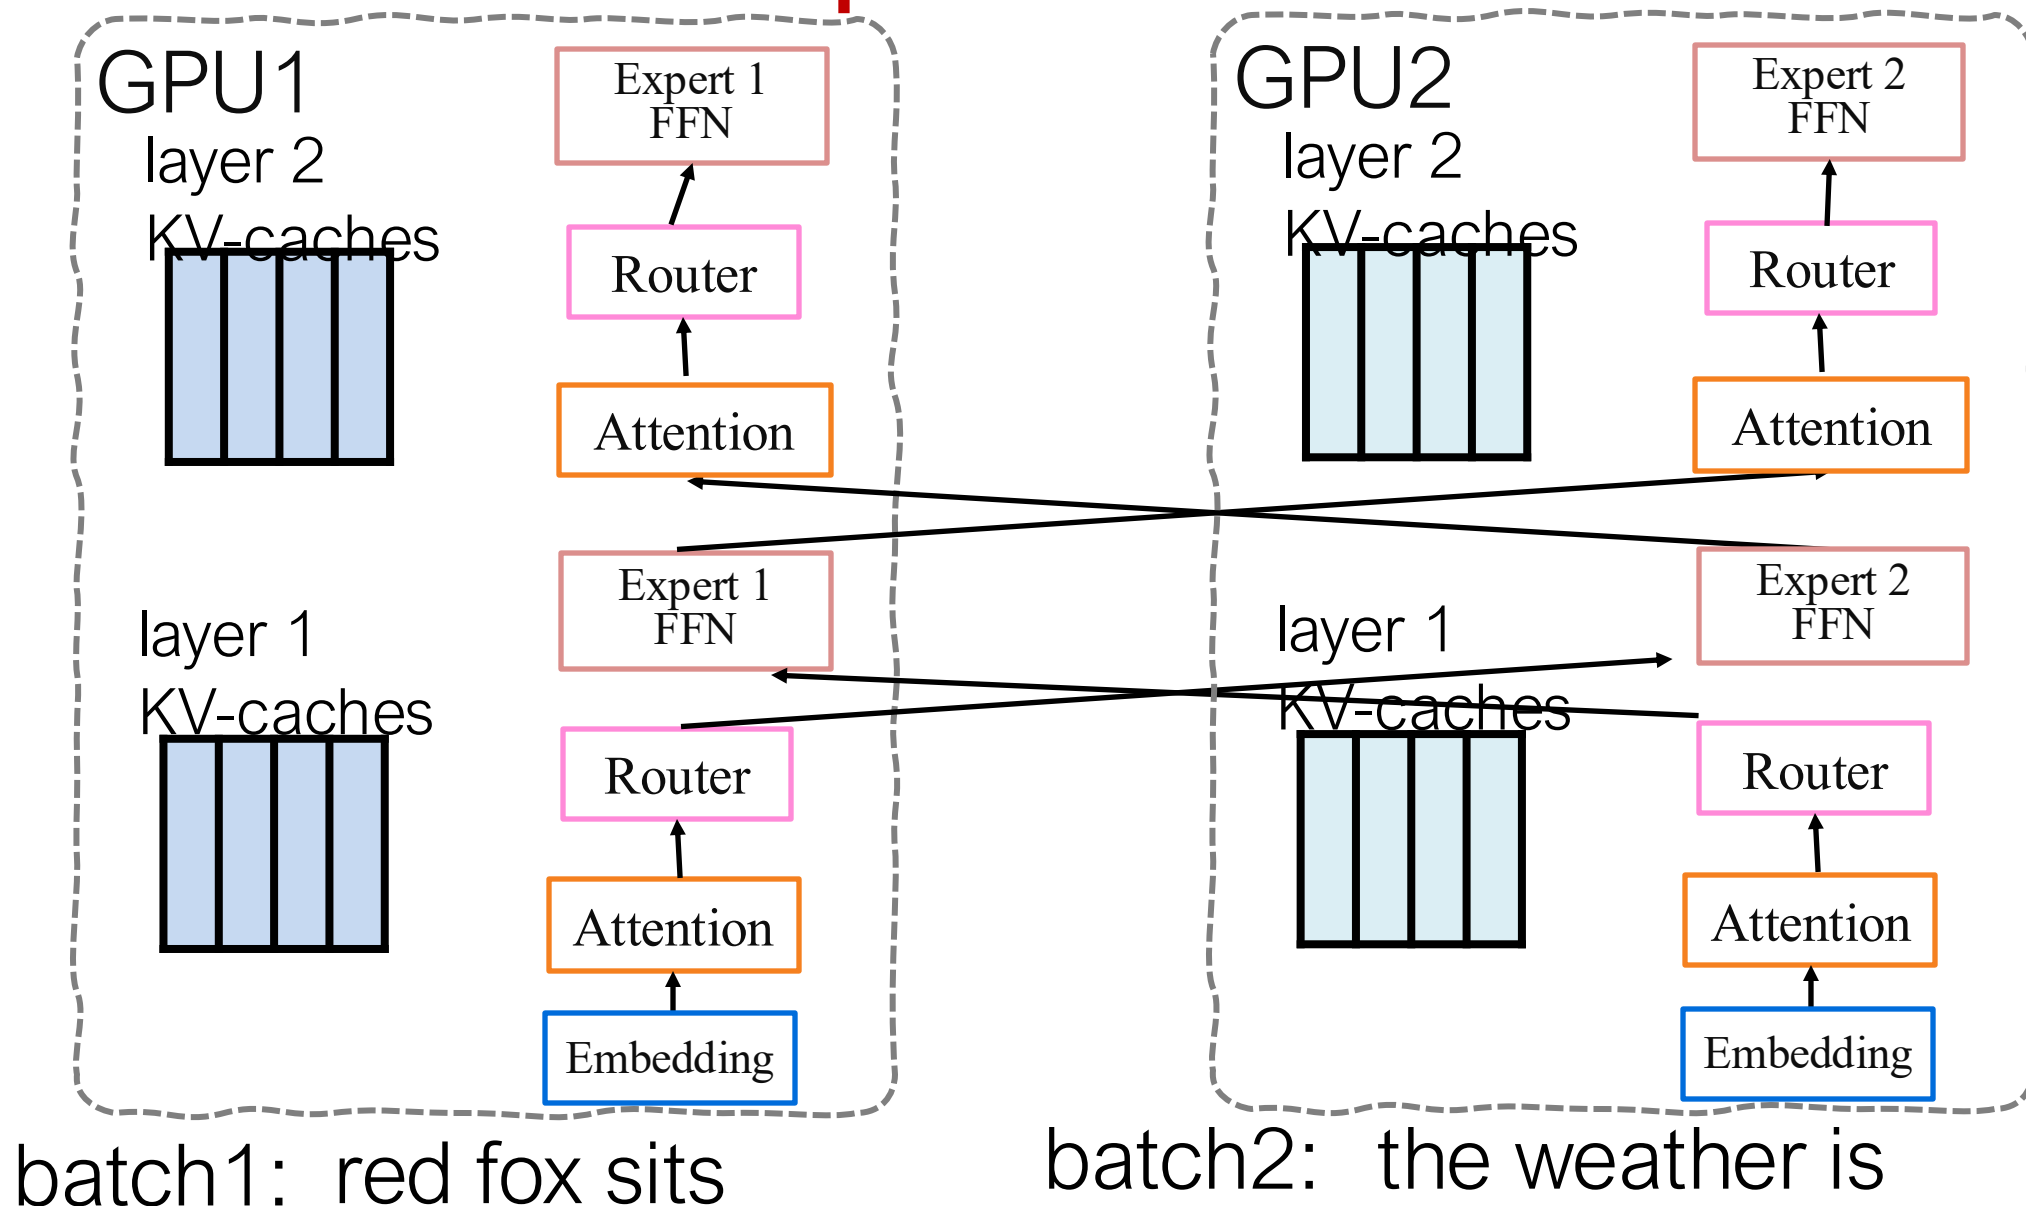 GPU1
layer 2
KV-caches
Expert 1
FFN
Router
Attention
layer 1
KV-caches
Expert 1
FFN
Router
Attention
Embedding
batch1: red fox sits
GPU2
layer 2
KV-caches
Expert 2
FFN
Router
Attention
layer 1
KV-caches
Expert 2
FFN
Router
Attention
Embedding
batch2: the weather is